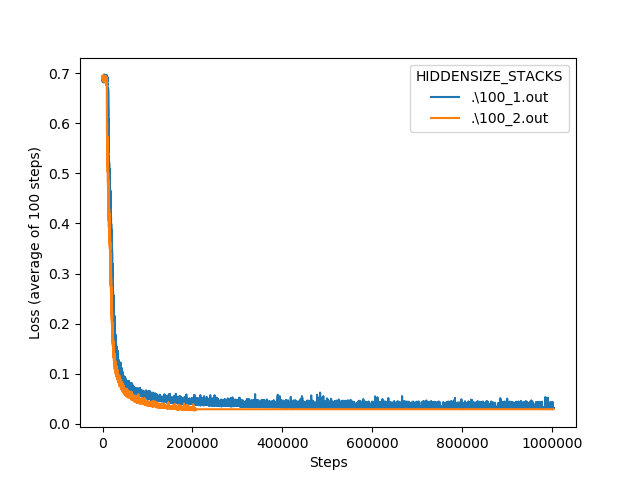 HIDDENSIZE_STACKS
.\100_1.out
.\100_2.out
0.7
0.6
0.5
0.4
0.3
0.2
0.1
0.0
Loss (average of 100 steps)
0 200000 400000 600000 800000 1000000
Steps